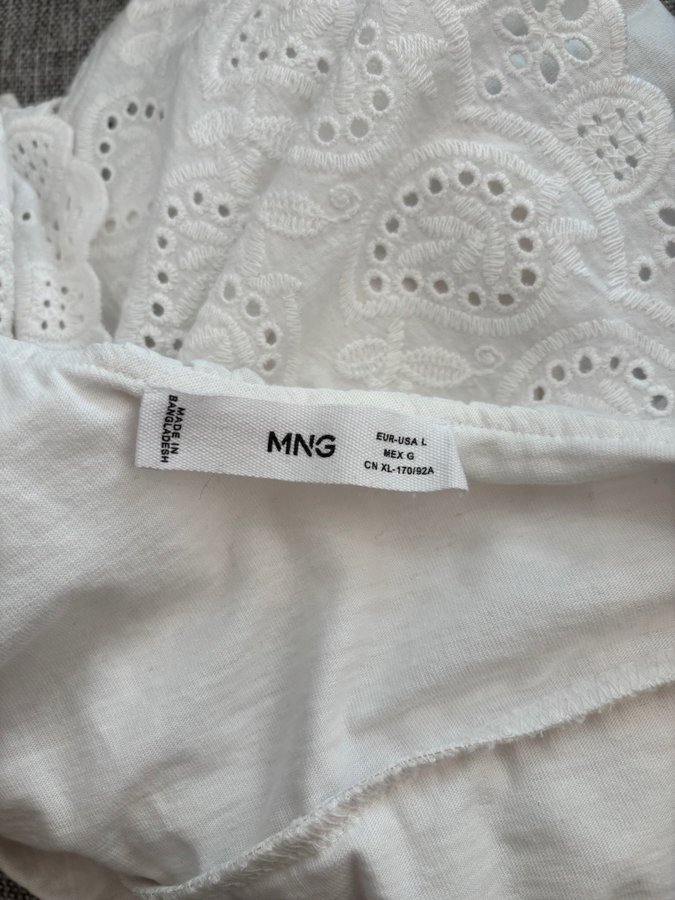 MADE IN
BANGLADESH
MNG
EUR-USA L
MEX G
CN XL-170/92A